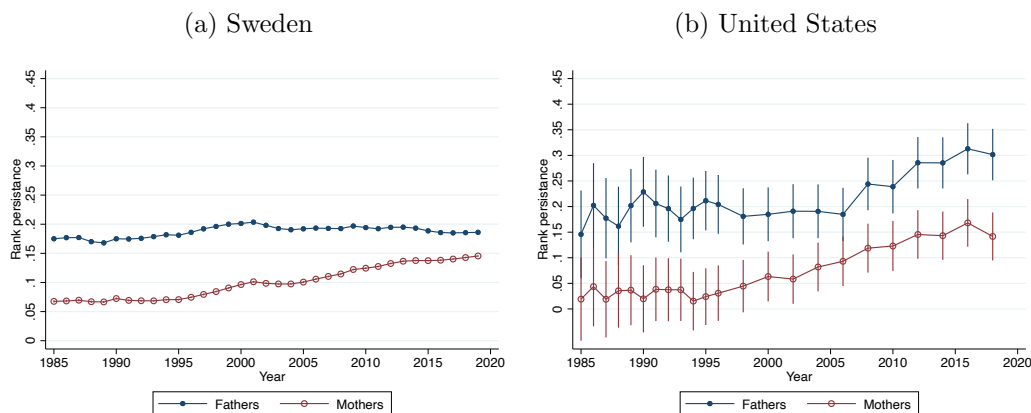 (a) Sweden
(b) United States
Rank persistance
.45
.4
.35
.3
.25
.2
.15
.1
.05
0
1985 1990 1995 2000 2005 2010 2015 2020
Year
Fathers Mothers
Rank persistance
.45
.4
.35
.3
.25
.2
.15
.1
.05
0
1985 1990 1995 2000 2005 2010 2015 2020
Year
Fathers Mothers